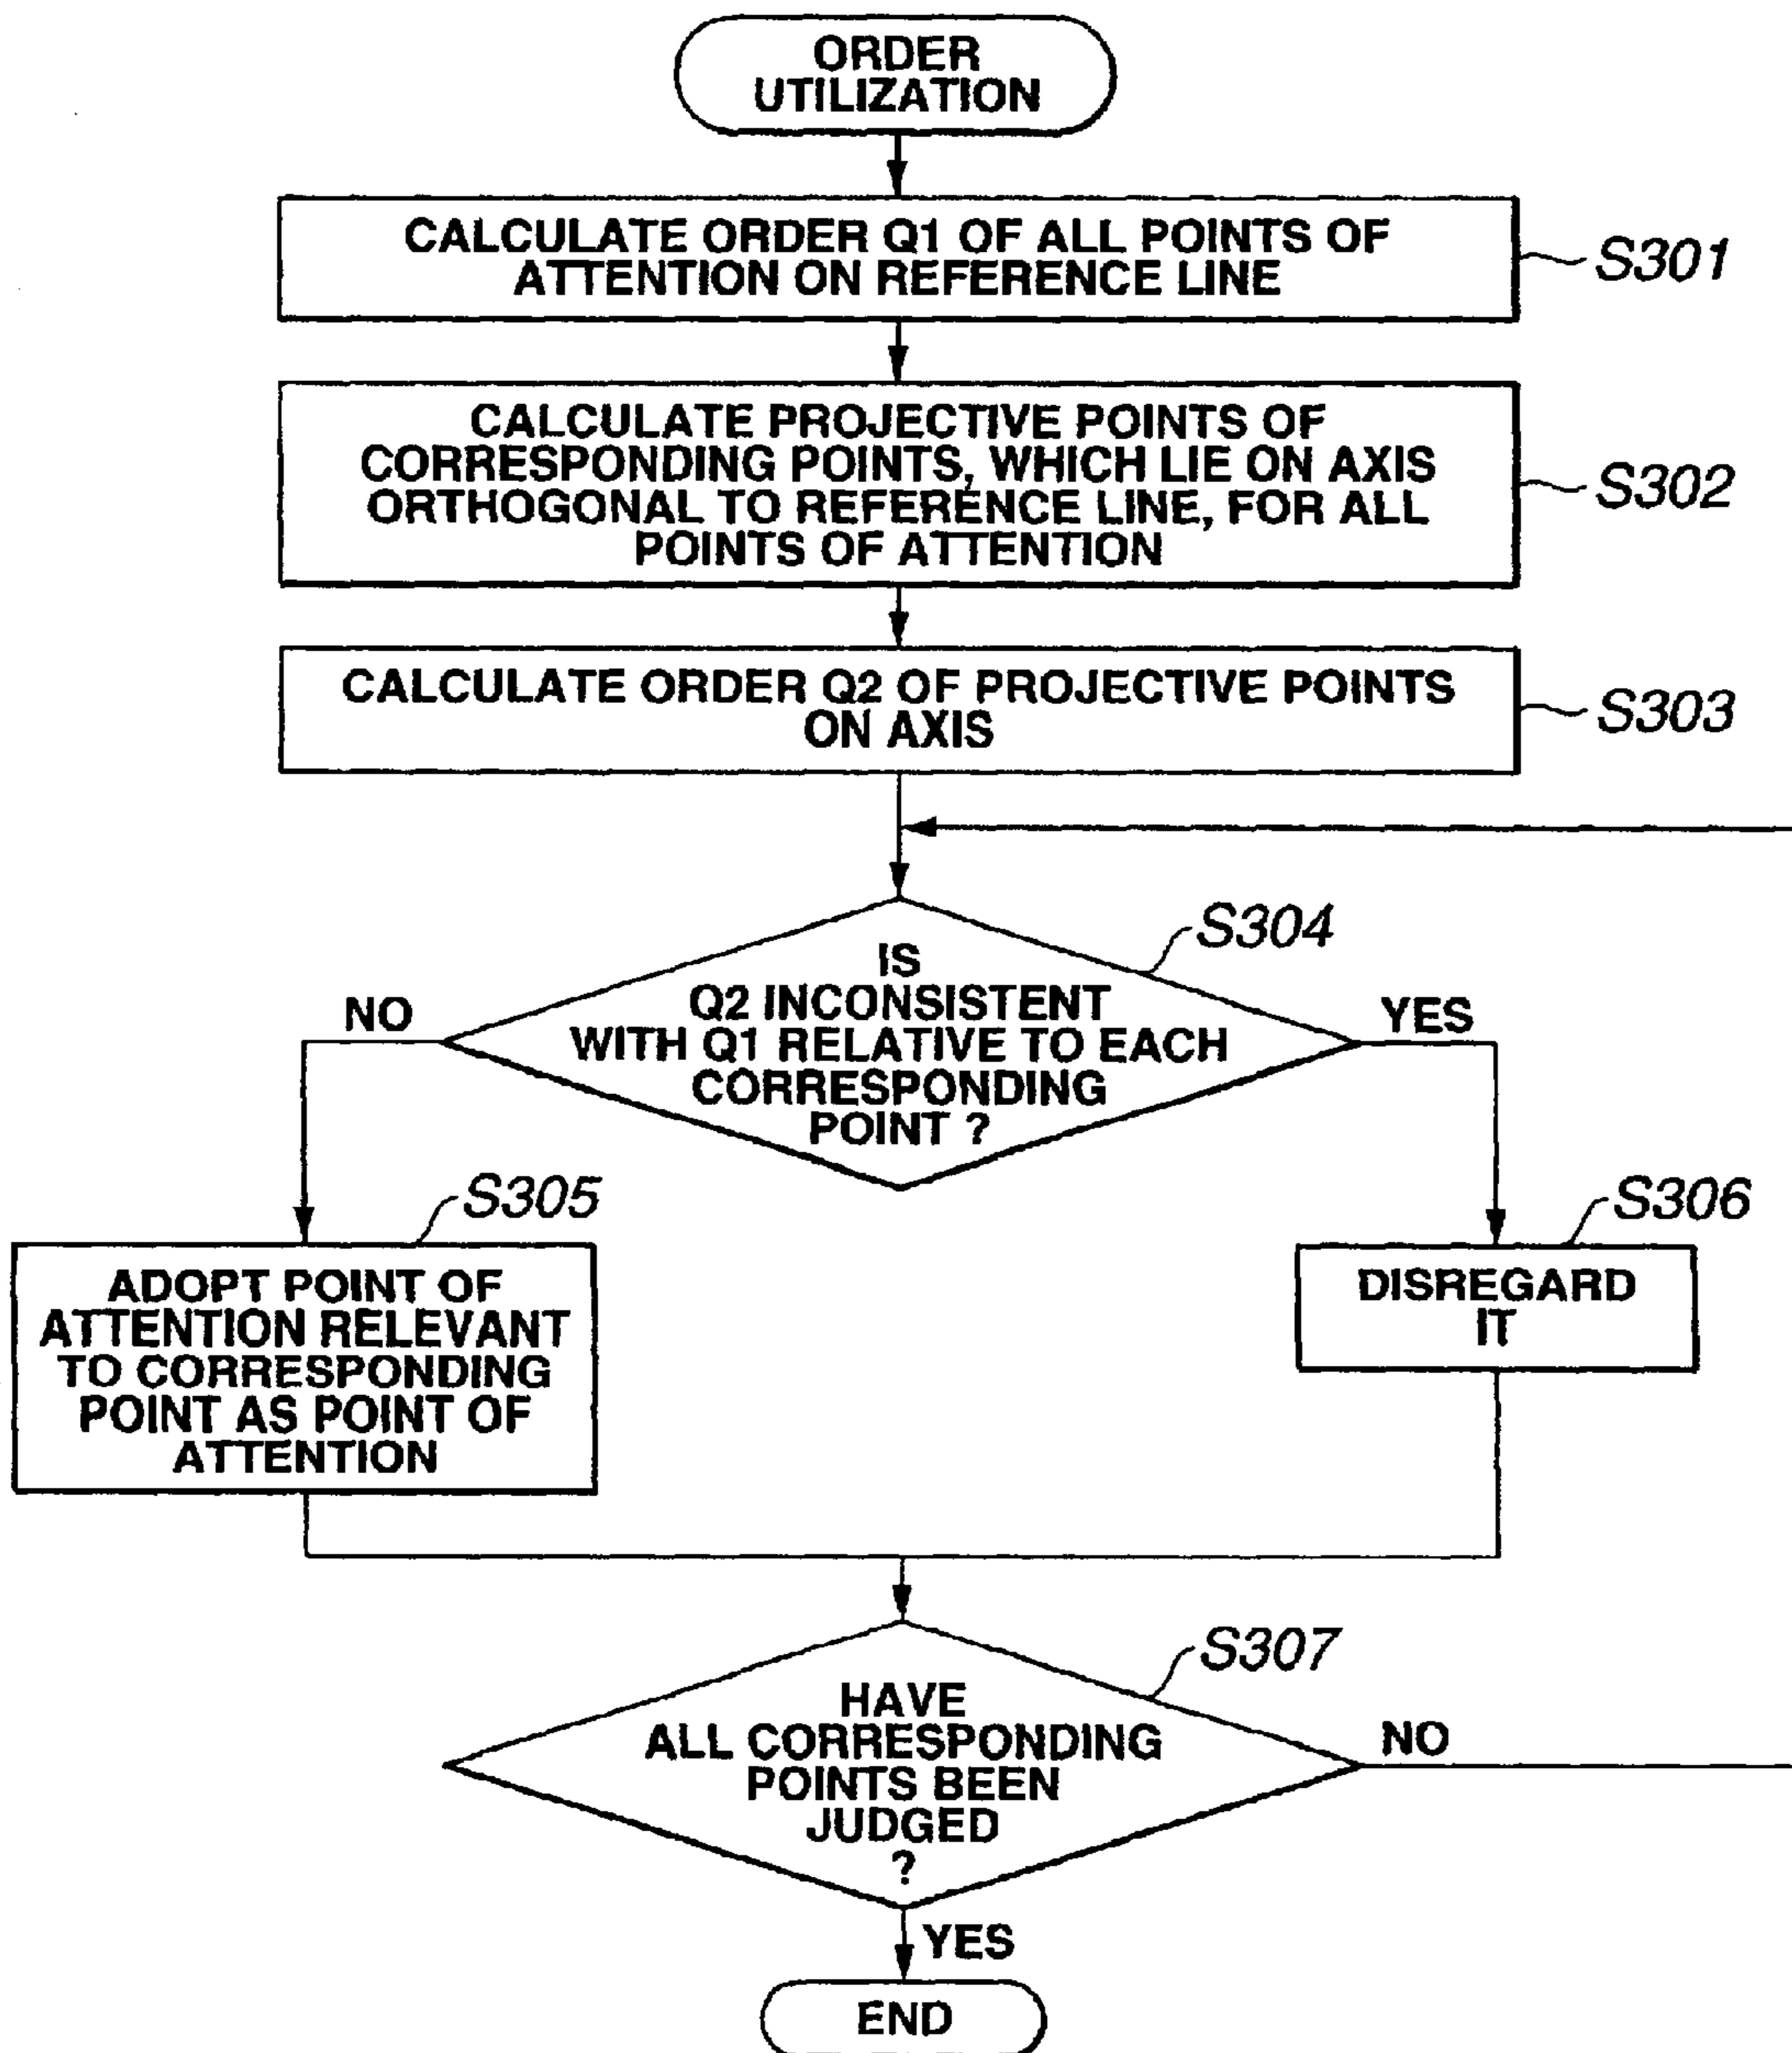 ORDER
UTILIZATION
CALCULATE ORDER Q1 OF ALL POINTS OF
ATTENTION ON REFERENCE LINE
S301
CALCULATE PROJECTIVE POINTS OF
CORRESPONDING POINTS, WHICH LIE ON AXIS
ORTHOGONAL TO REFERENCE LINE, FOR ALL
POINTS OF ATTENTION
S302
CALCULATE ORDER Q2 OF PROJECTIVE POINTS
ON AXIS
S303
S304
IS
Q2 INCONSISTENT
WITH Q1 RELATIVE TO EACH
CORRESPONDING
POINT ?
NO
YES
S305
ADOPT POINT OF
ATTENTION RELEVANT
TO CORRESPONDING
POINT AS POINT OF
ATTENTION
S306
DISREGARD
IT
S307
HAVE
ALL CORRESPONDING
POINTS BEEN
JUDGED
?
NO
YES
END